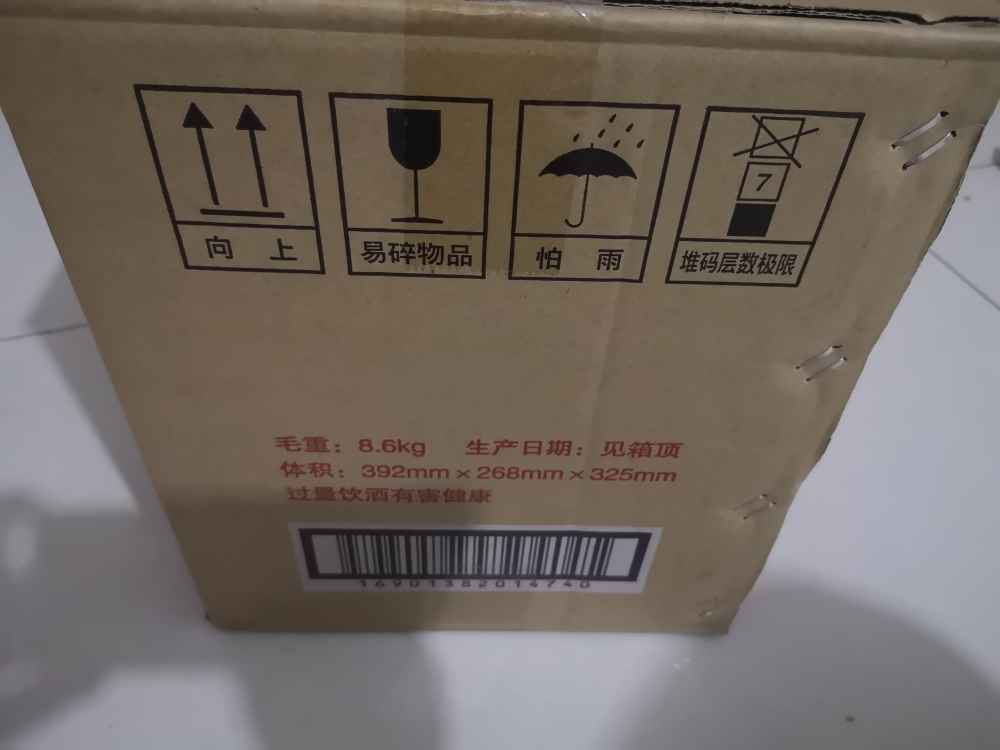 向 上
易碎物品
怕 雨
7
堆码层数极限
毛重：8.6kg 生产日期：见箱顶
体积：392mm×268mm×325mm
过量饮酒有害健康
16901382014740